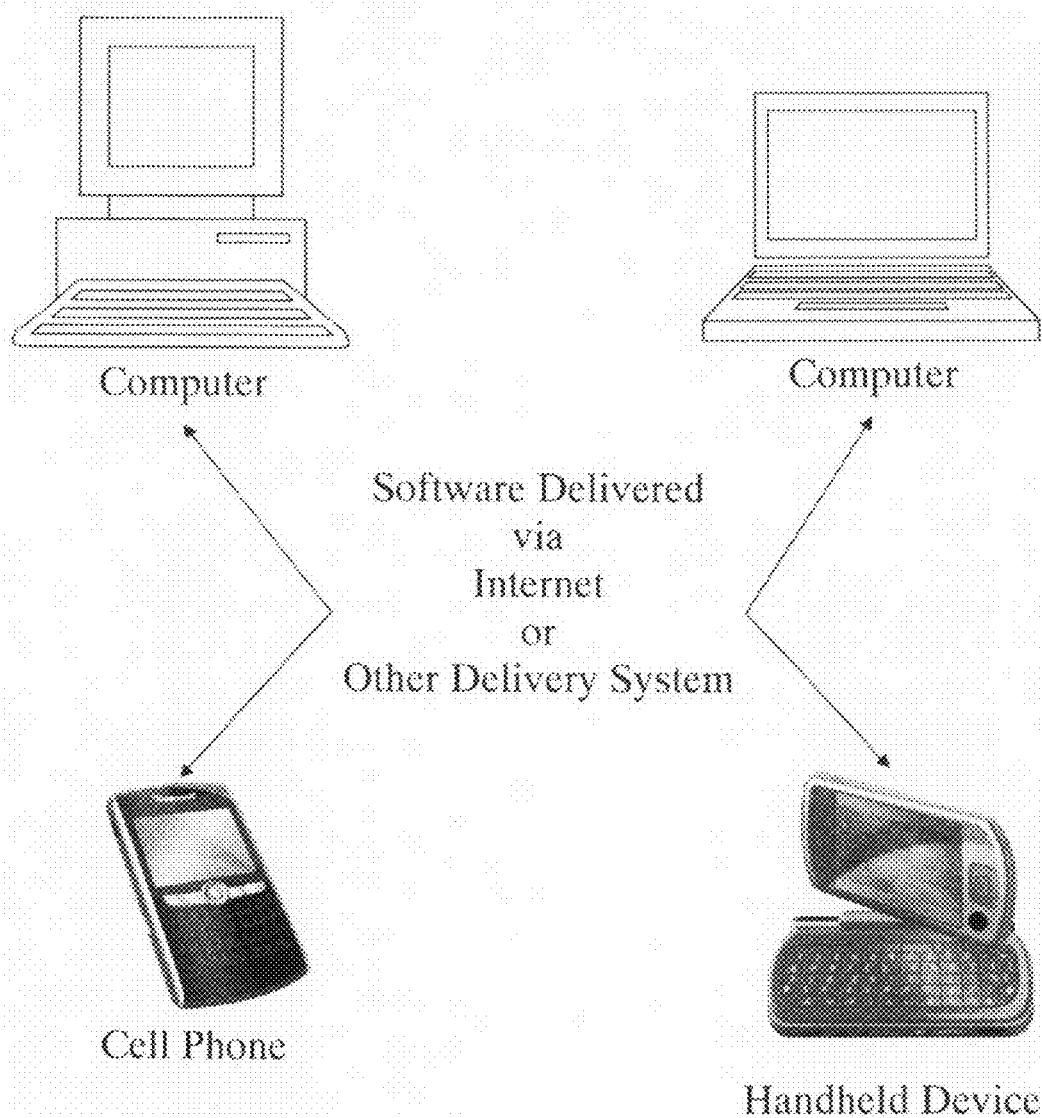 Computer
Computer
Software Delivered
via
Internet
or
Other Delivery System
Cell Phone
Handheld Device